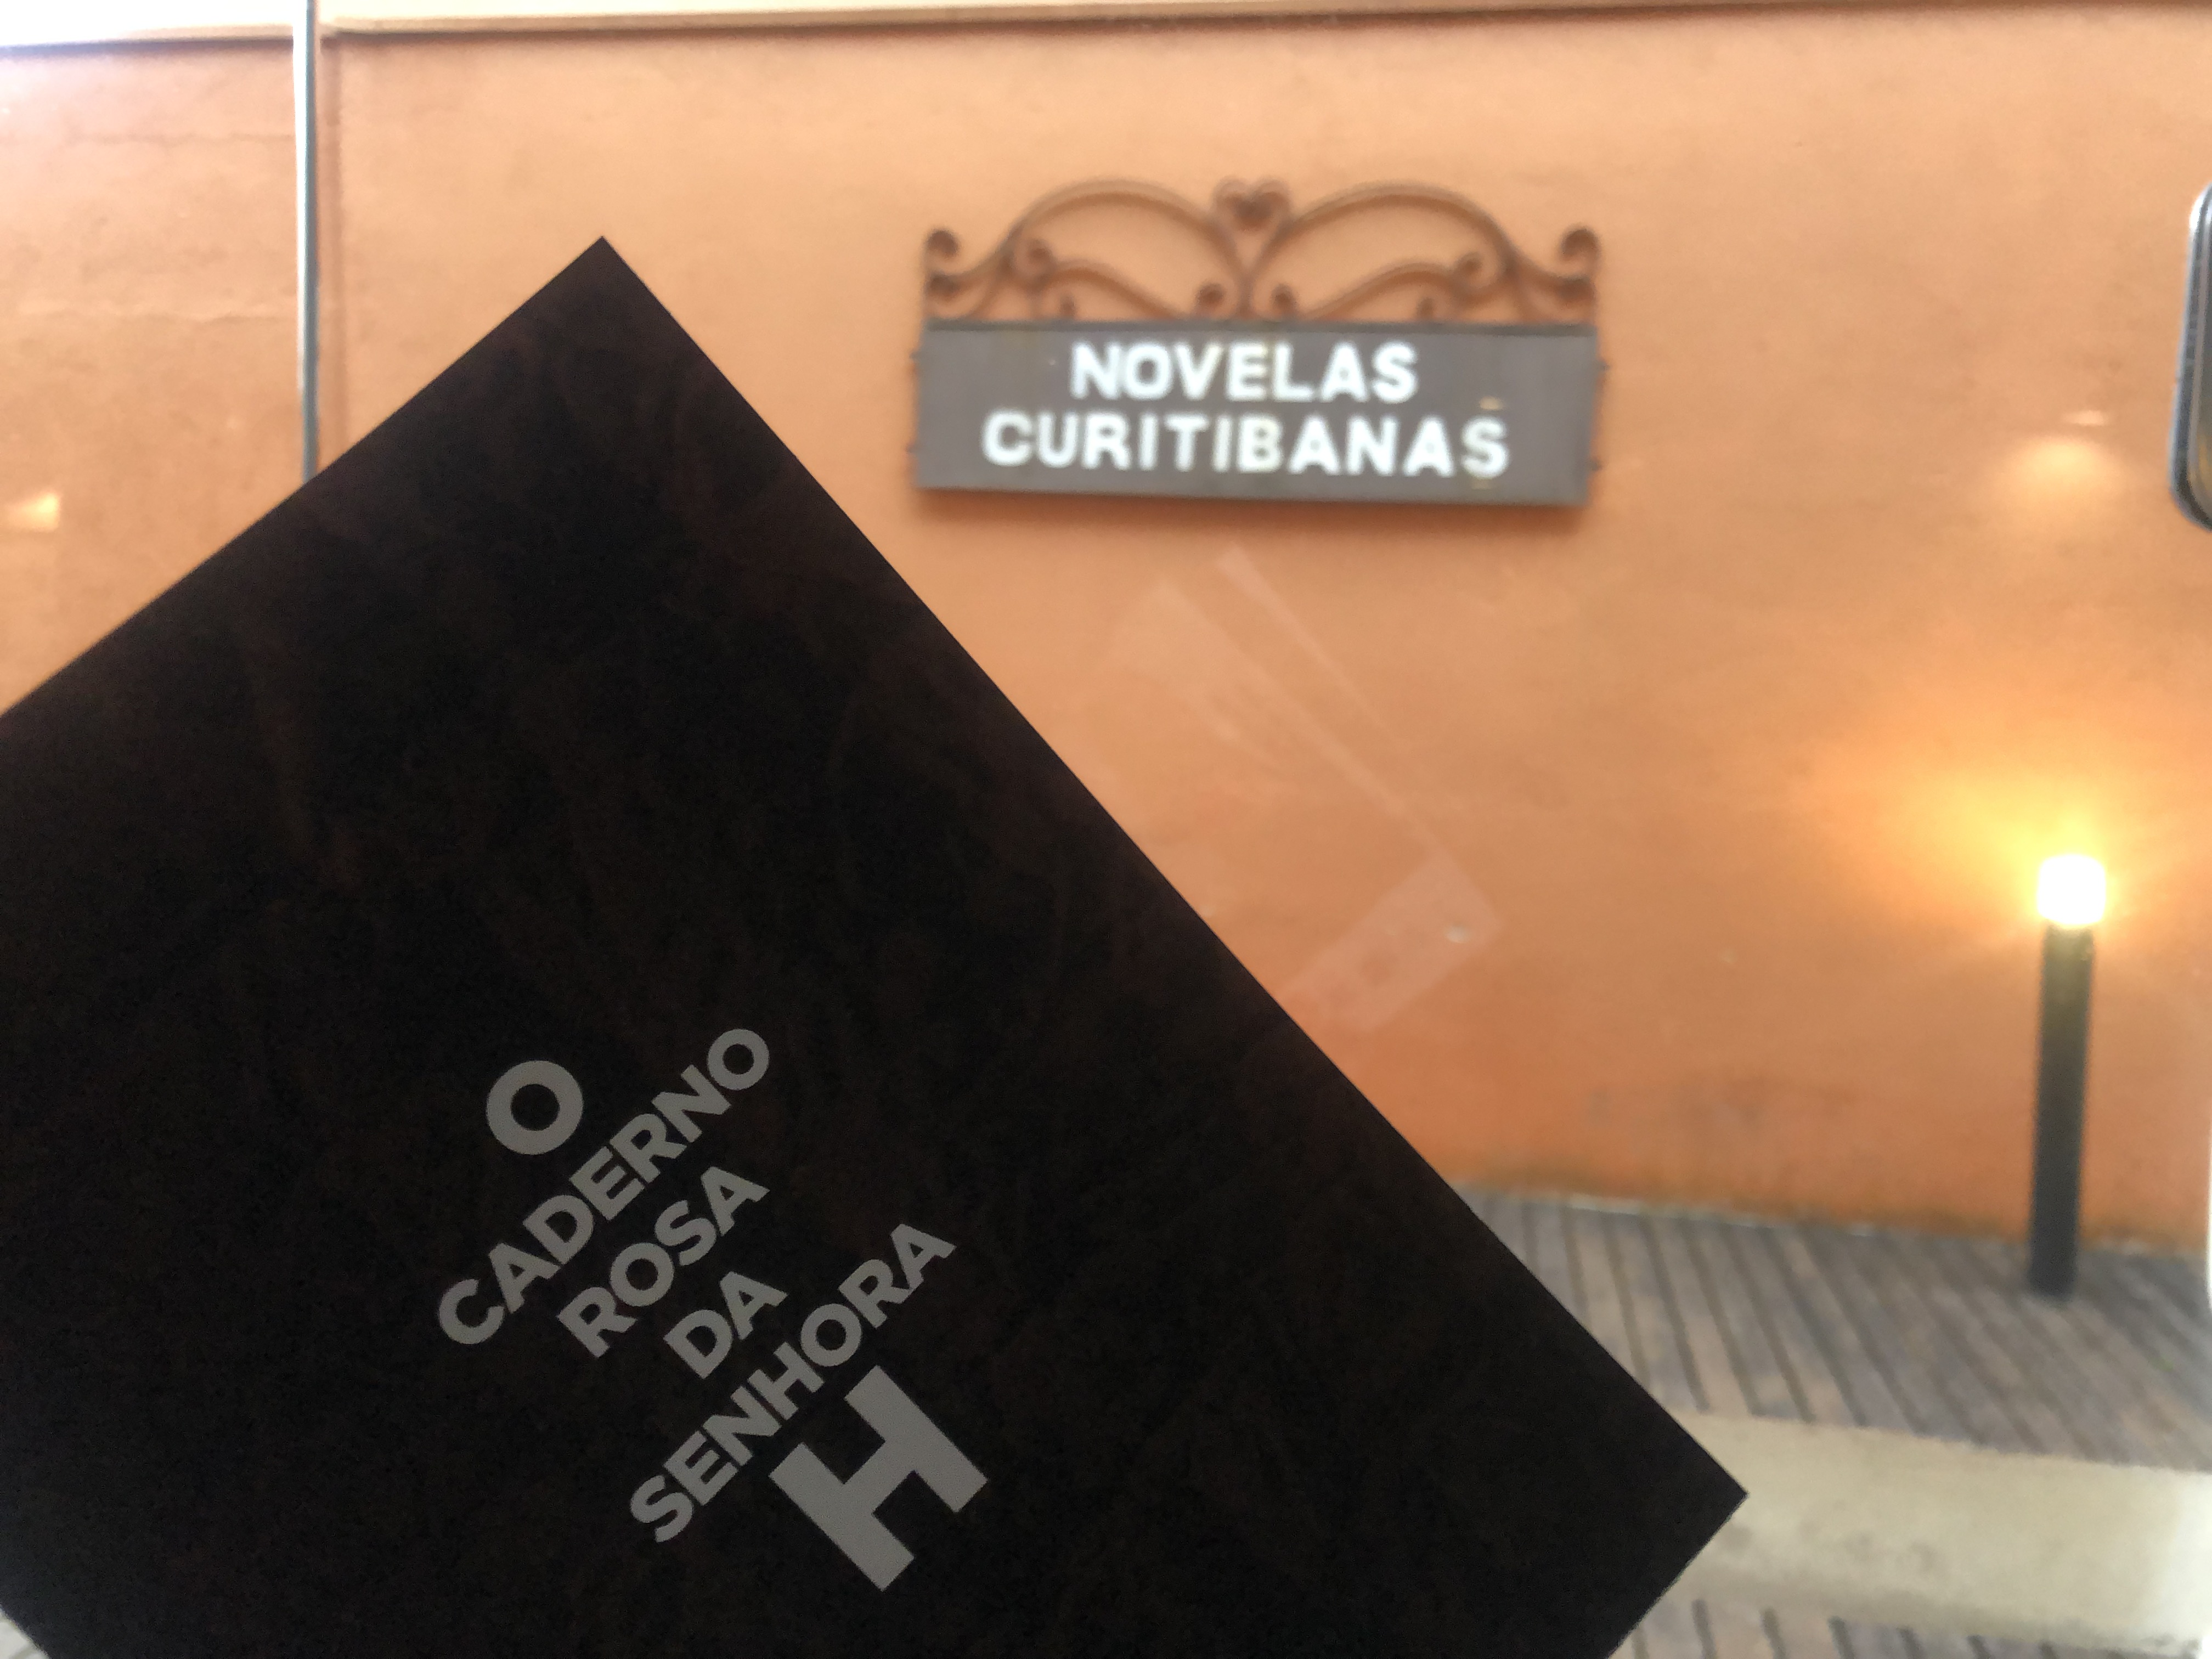 NOVELAS
CURITIBANAS
O
CADERNO
ROSA
DA
SENHORA
H